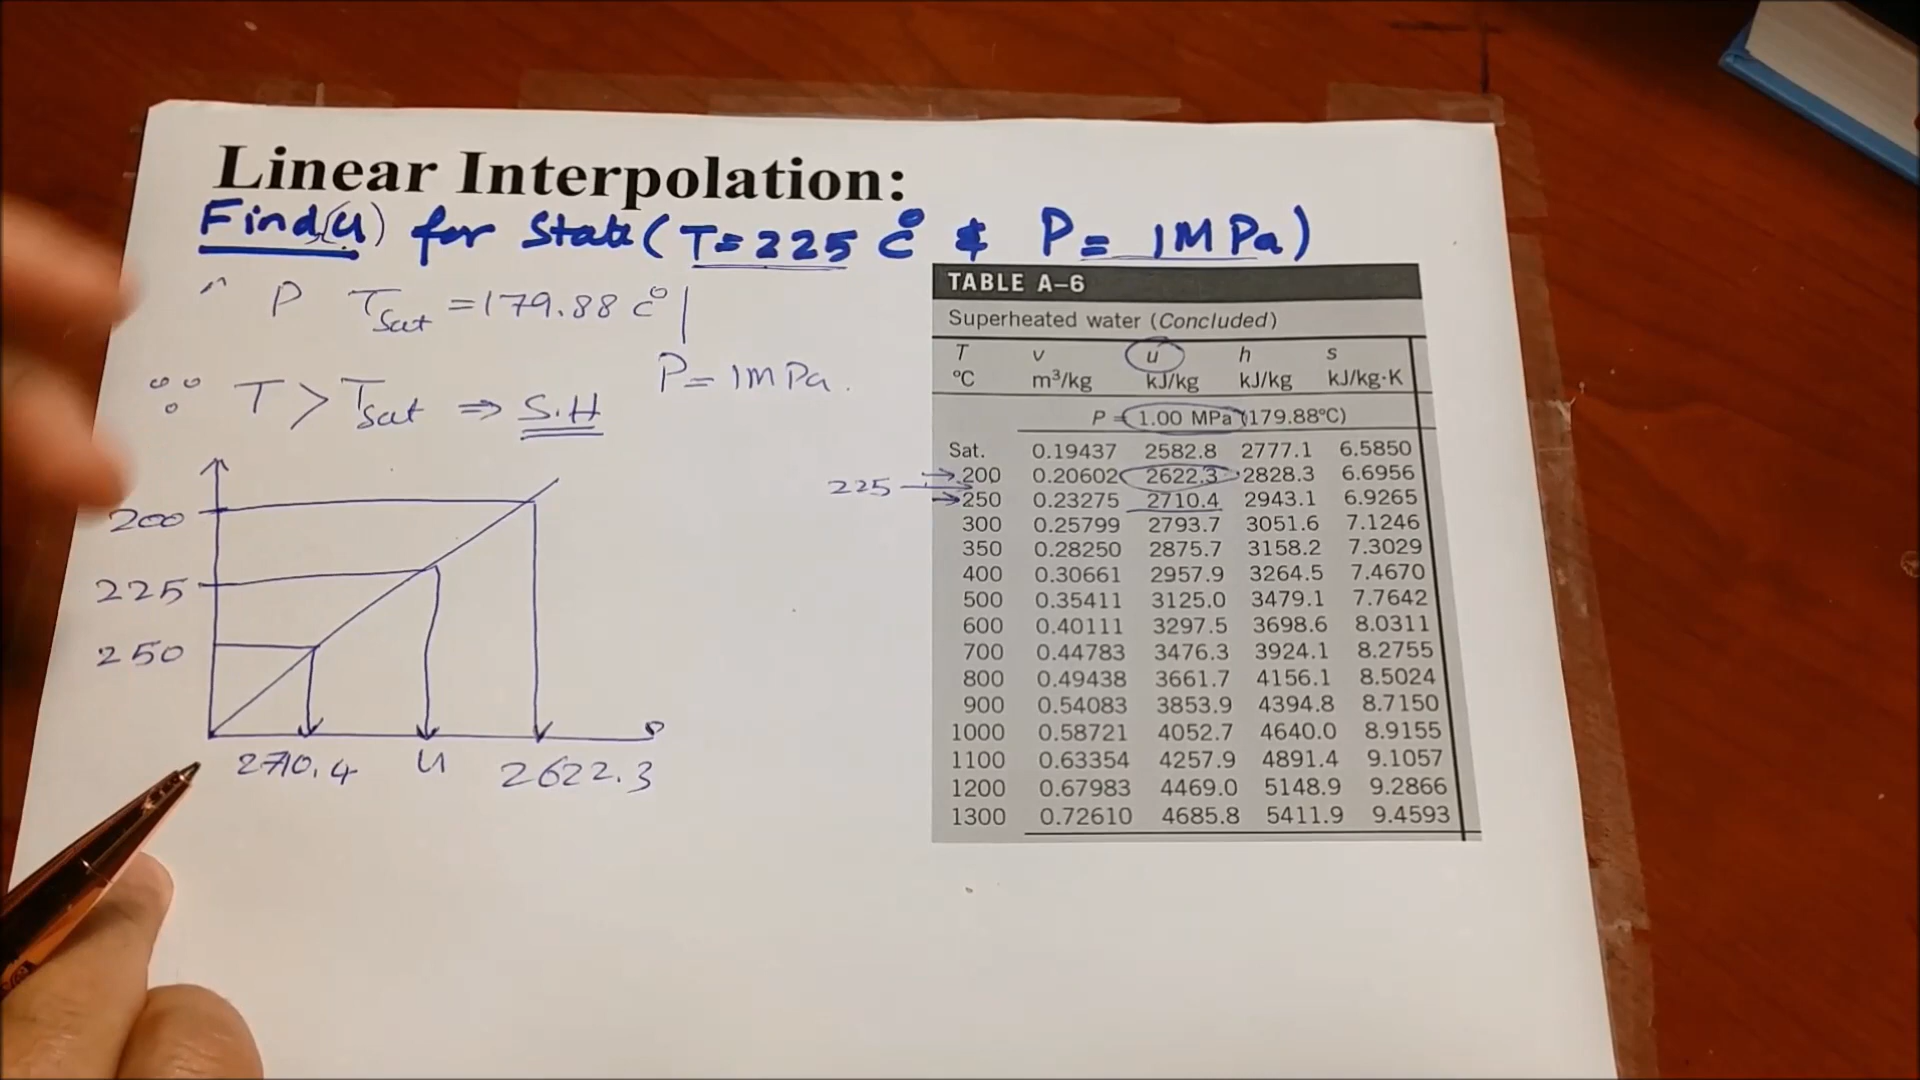 Linear Interpolation:
Find (u) for State (T=225 C° & P= 1MPa)
P Tsat =179.88 C° |
P=1MPa.
∵ T > Tsat ⇒ S.H
200
225
250
2710.4 u 2622.3
225
TABLE A–6
Superheated water (Concluded)
T v u h s
°C m³/kg kJ/kg kJ/kg kJ/kg·K
P = 1.00 MPa (179.88°C)
Sat. 0.19437 2582.8 2777.1 6.5850
200 0.20602 2622.3 2828.3 6.6956
250 0.23275 2710.4 2943.1 6.9265
300 0.25799 2793.7 3051.6 7.1246
350 0.28250 2875.7 3158.2 7.3029
400 0.30661 2957.9 3264.5 7.4670
500 0.35411 3125.0 3479.1 7.7642
600 0.40111 3297.5 3698.6 8.0311
700 0.44783 3476.3 3924.1 8.2755
800 0.49438 3661.7 4156.1 8.5024
900 0.54083 3853.9 4394.8 8.7150
1000 0.58721 4052.7 4640.0 8.9155
1100 0.63354 4257.9 4891.4 9.1057
1200 0.67983 4469.0 5148.9 9.2866
1300 0.72610 4685.8 5411.9 9.4593